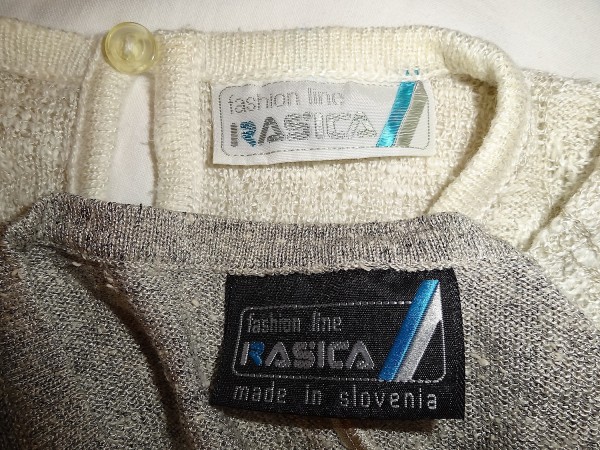 fashion line
RASICA
fashion line
RASICA
made in slovenia